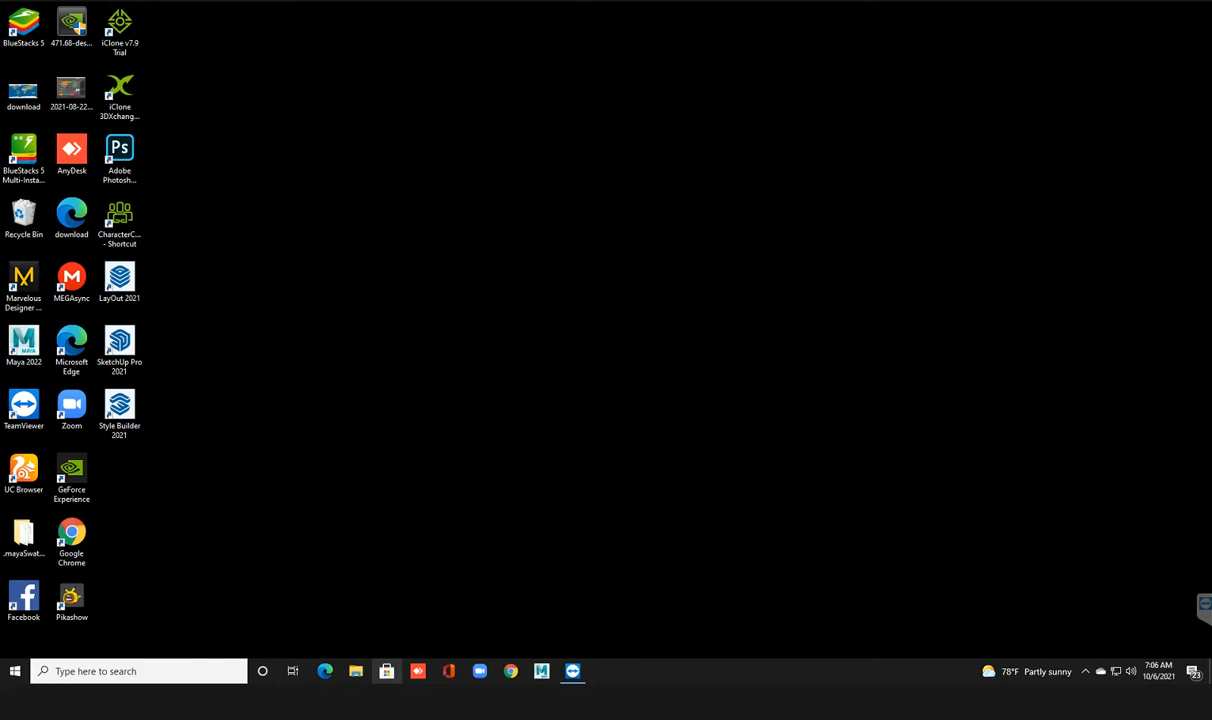 BlueStacks 5
471.68-des...
iClone v7.9
Trial
download
2021-08-22...
iClone
3DXchang...
BlueStacks 5
Multi-Insta...
AnyDesk
Ps
Adobe
Photosh...
Recycle Bin
download
CharacterC...
- Shortcut
Marvelous
Designer ...
MEGAsync
LayOut 2021
M
MAYA
Maya 2022
Microsoft
Edge
SketchUp Pro
2021
TeamViewer
Zoom
Style Builder
2021
UC Browser
GeForce
Experience
.mayaSwat...
Google
Chrome
Facebook
Pikashow
Type here to search
78°F Partly sunny
7:06 AM
10/6/2021
23